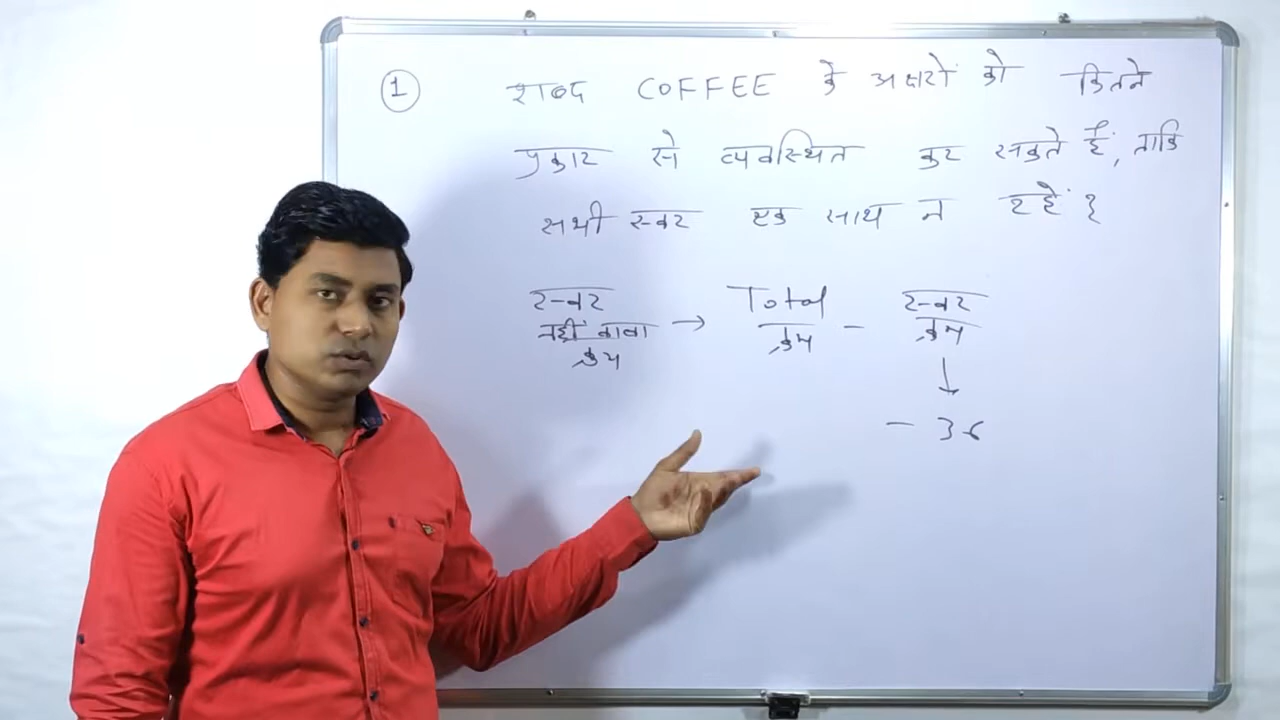 1 शब्द COFFEE के अक्षरों को कितने
प्रकार से व्यवस्थित कर सकते हैं, ताकि
सभी स्वर एक साथ न रहें?
स्वर नहीं वाला क्रम → Total क्रम - स्वर क्रम
↓
- 36